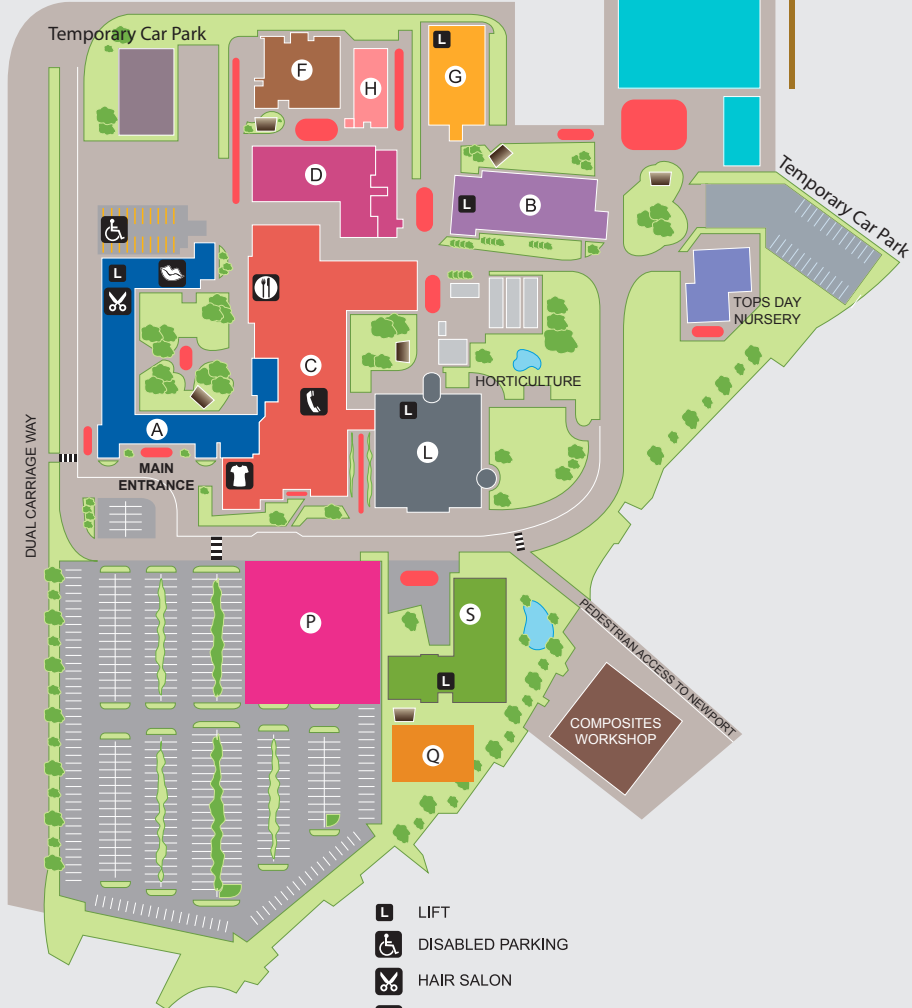 Temporary Car Park
F
H
L
G
D
L
B
Temporary Car Park
L
TOPS DAY
NURSERY
C
HORTICULTURE
L
A
L
MAIN
ENTRANCE
DUAL CARRIAGE WAY
P
S
PEDESTRIAN ACCESS TO NEWPORT
L
COMPOSITES
WORKSHOP
Q
L LIFT
DISABLED PARKING
HAIR SALON